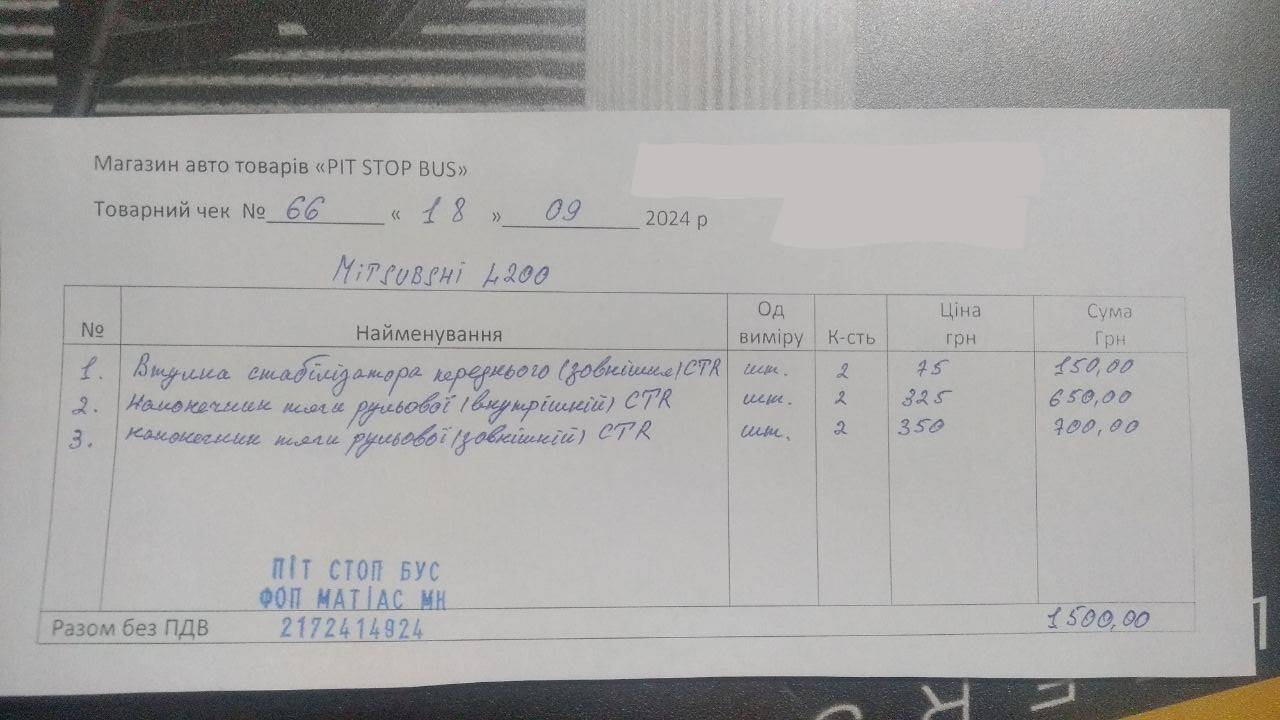 Магазин авто товарів «PIT STOP BUS»
Товарний чек № 66 « 18 » 09 2024 р
MITSUBSHI L200
№ Найменування Од виміру К-сть Ціна грн Сума Грн
1. Втулка стабілізатора переднього (зовнішня) CTR шт. 2 75 150,00
2. Наконечник тяги рульової (внутрішній) CTR шт. 2 325 650,00
3. Наконечник тяги рульової (зовнішній) CTR шт. 2 350 700,00
ПІТ СТОП БУС
ФОП МАТІАС МН
Разом без ПДВ 2172414924 1500,00